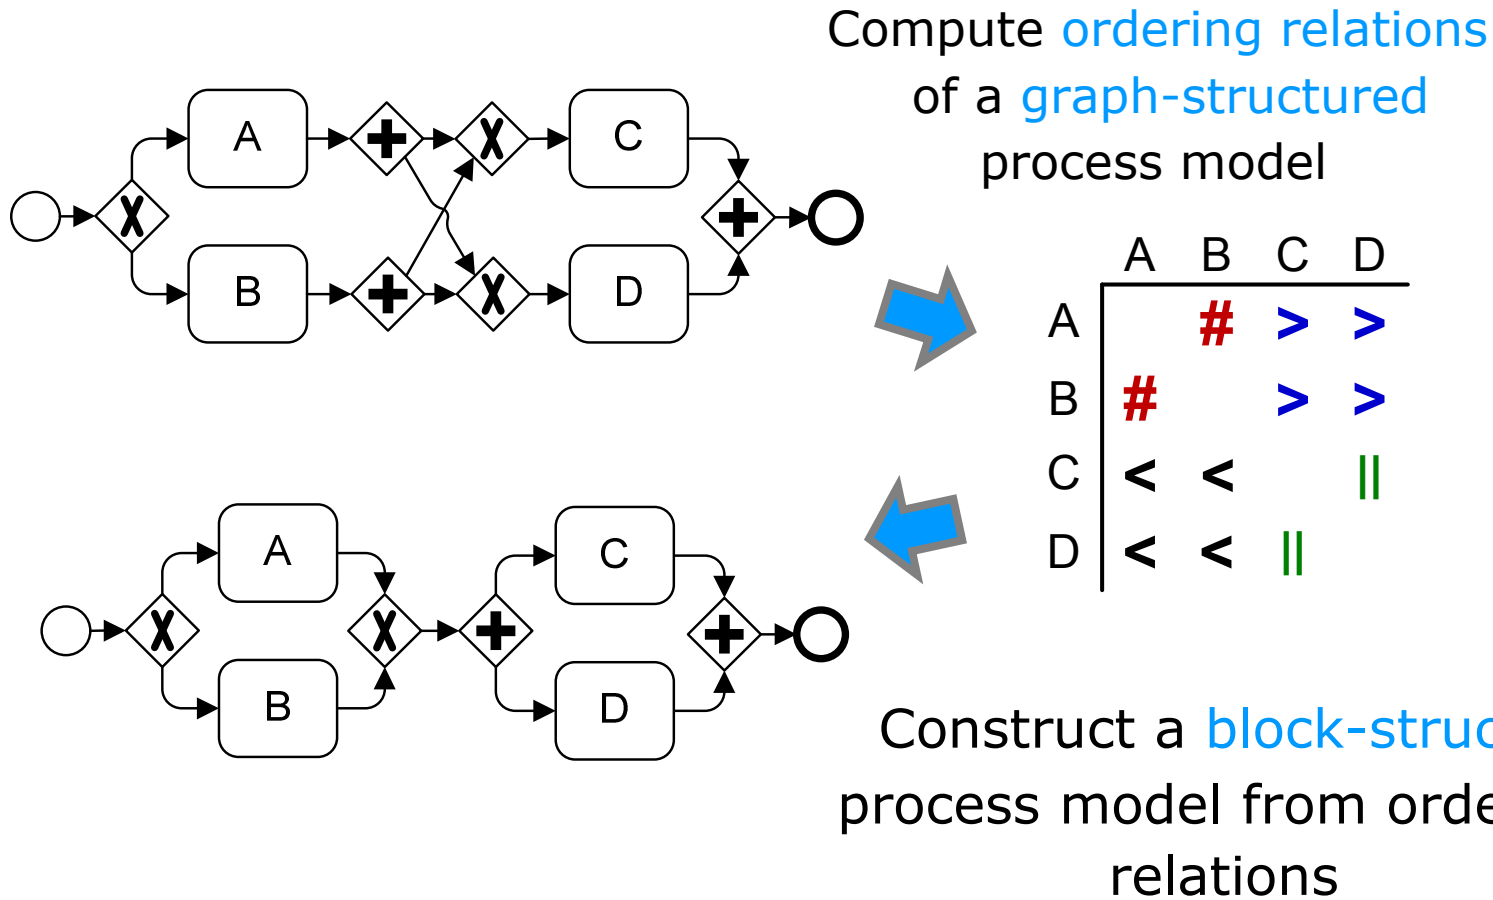 Compute ordering relations
of a graph-structured
process model
A
C
B
D
A B C D
A # > >
B # > >
C < < ||
D < < ||
A
C
B
D
Construct a block-struc
process model from orde
relations